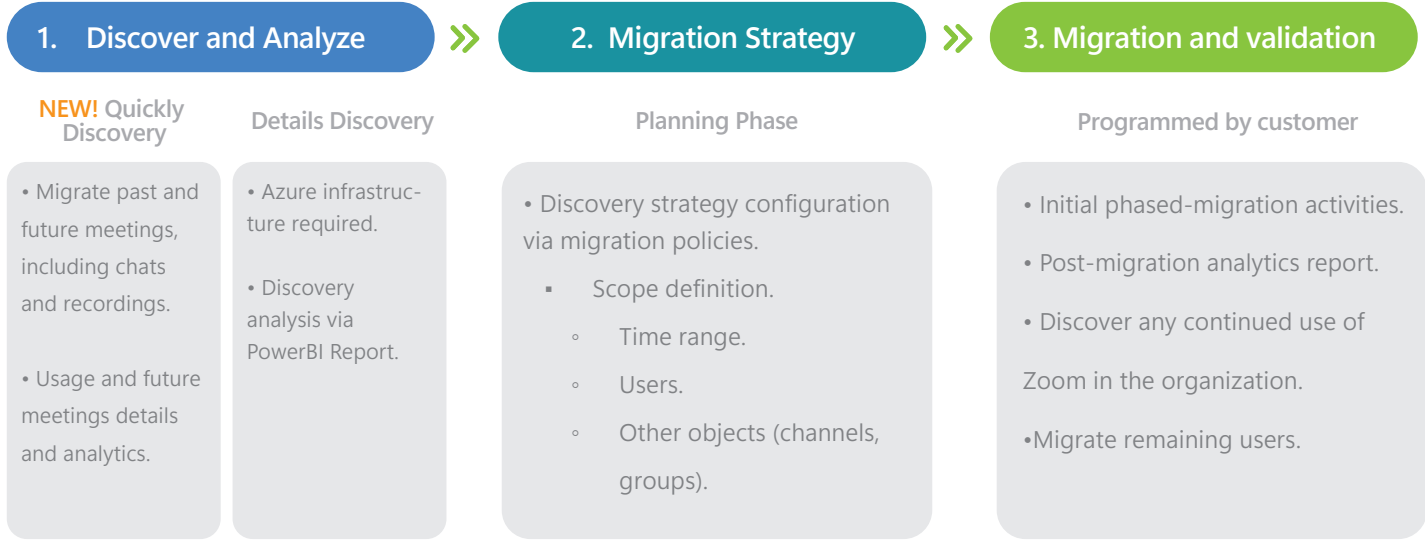 1. Discover and Analyze
2. Migration Strategy
3. Migration and validation
NEW! Quickly
Discovery
• Migrate past and
future meetings,
including chats
and recordings.
• Usage and future
meetings details
and analytics.
Details Discovery
• Azure infrastruc-
ture required.
• Discovery
analysis via
PowerBI Report.
Planning Phase
• Discovery strategy configuration
via migration policies.
▪ Scope definition.
◦ Time range.
◦ Users.
◦ Other objects (channels,
groups).
Programmed by customer
• Initial phased-migration activities.
• Post-migration analytics report.
• Discover any continued use of
Zoom in the organization.
•Migrate remaining users.